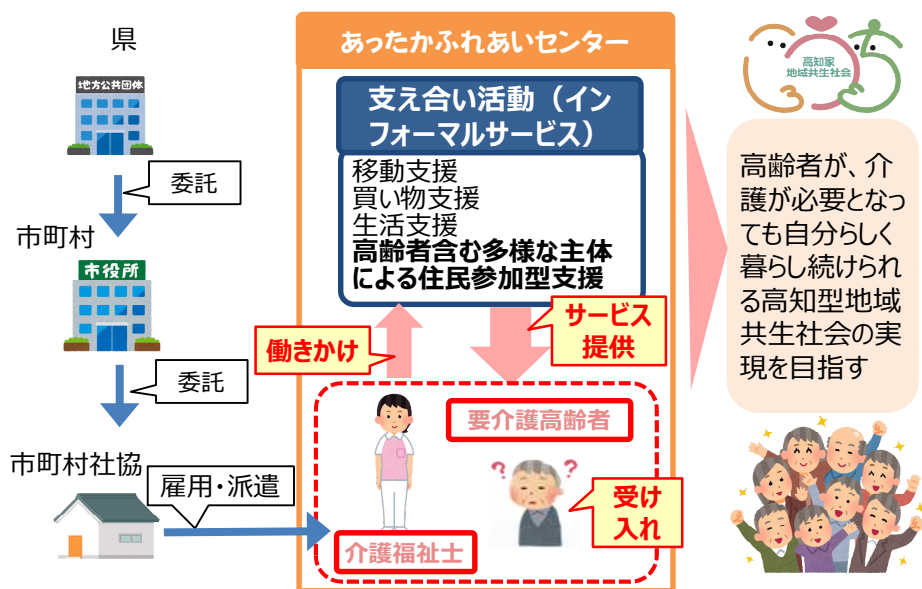 県
地方公共団体
委託
市町村
市役所
委託
市町村社協
雇用・派遣
あったかふれあいセンター
支え合い活動（イン
フォーマルサービス）
移動支援
買い物支援
生活支援
高齢者含む多様な主体
による住民参加型支援
働きかけ
サービス
提供
要介護高齢者
受け
入れ
介護福祉士
高知家
地域共生社会
高齢者が、介
護が必要となっ
ても自分らしく
暮らし続けられ
る高知型地域
共生社会の実
現を目指す